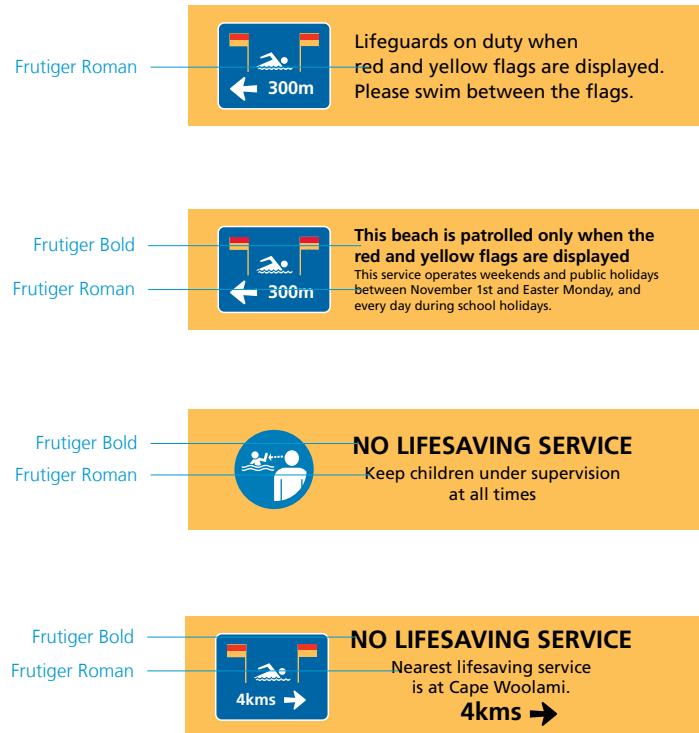 Frutiger Roman
300m
Lifeguards on duty when
red and yellow flags are displayed.
Please swim between the flags.
Frutiger Bold
Frutiger Roman
300m
This beach is patrolled only when the
red and yellow flags are displayed
This service operates weekends and public holidays
between November 1st and Easter Monday, and
every day during school holidays.
Frutiger Bold
Frutiger Roman
NO LIFESAVING SERVICE
Keep children under supervision
at all times
Frutiger Bold
Frutiger Roman
4kms
NO LIFESAVING SERVICE
Nearest lifesaving service
is at Cape Woolami.
4kms